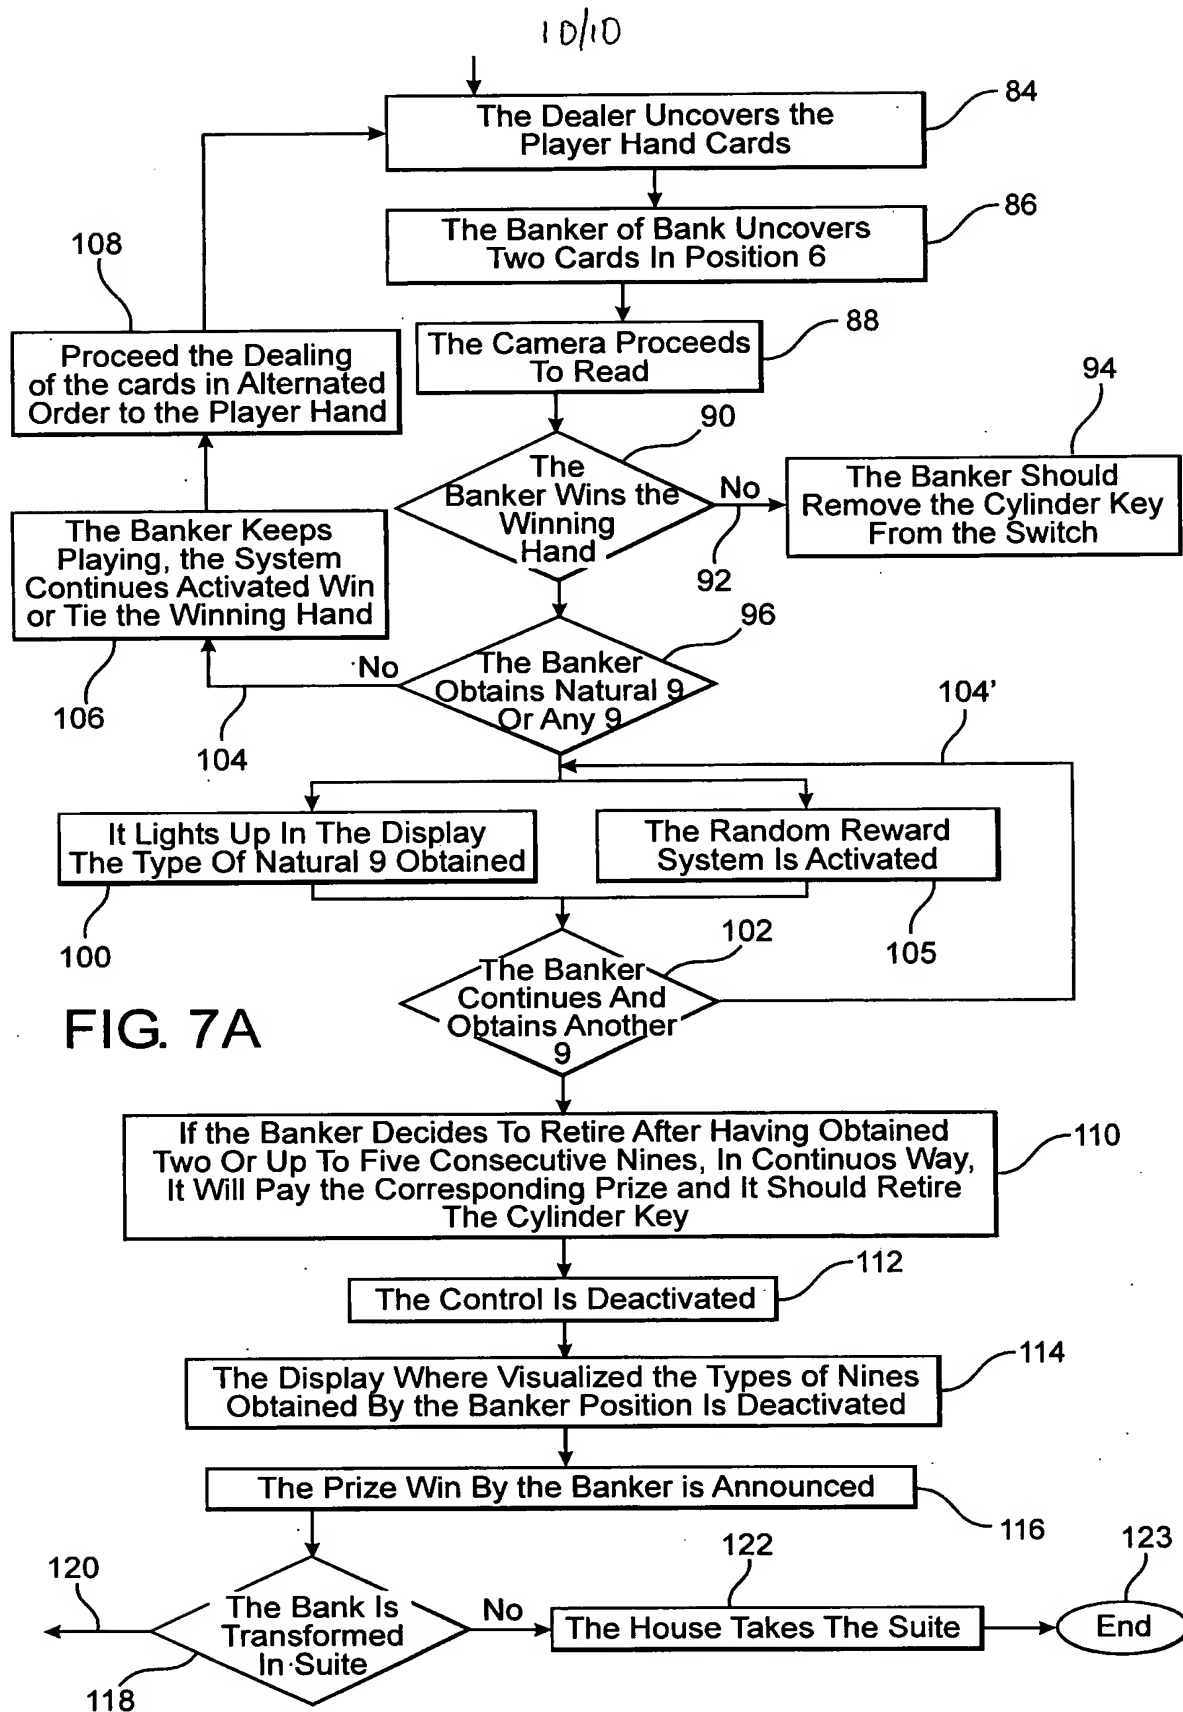 10/10
84
The Dealer Uncovers the
Player Hand Cards
86
The Banker of Bank Uncovers
Two Cards In Position 6
108
88
Proceed the Dealing
of the cards in Alternated
Order to the Player Hand
The Camera Proceeds
To Read
94
90
The
Banker Wins the
Winning
Hand
No
92
The Banker Should
Remove the Cylinder Key
From the Switch
The Banker Keeps
Playing, the System
Continues Activated Win
or Tie the Winning Hand
106
96
The Banker
Obtains Natural 9
Or Any 9
No
104
104'
It Lights Up In The Display
The Type Of Natural 9 Obtained
100
The Random Reward
System Is Activated
105
102
The Banker
Continues And
Obtains Another
9
FIG. 7A
If the Banker Decides To Retire After Having Obtained
Two Or Up To Five Consecutive Nines, In Continuos Way,
It Will Pay the Corresponding Prize and It Should Retire
The Cylinder Key
110
112
The Control Is Deactivated
114
The Display Where Visualized the Types of Nines
Obtained By the Banker Position Is Deactivated
The Prize Win By the Banker is Announced
116
120
The Bank Is
Transformed
In Suite
118
No
122
The House Takes The Suite
123
End